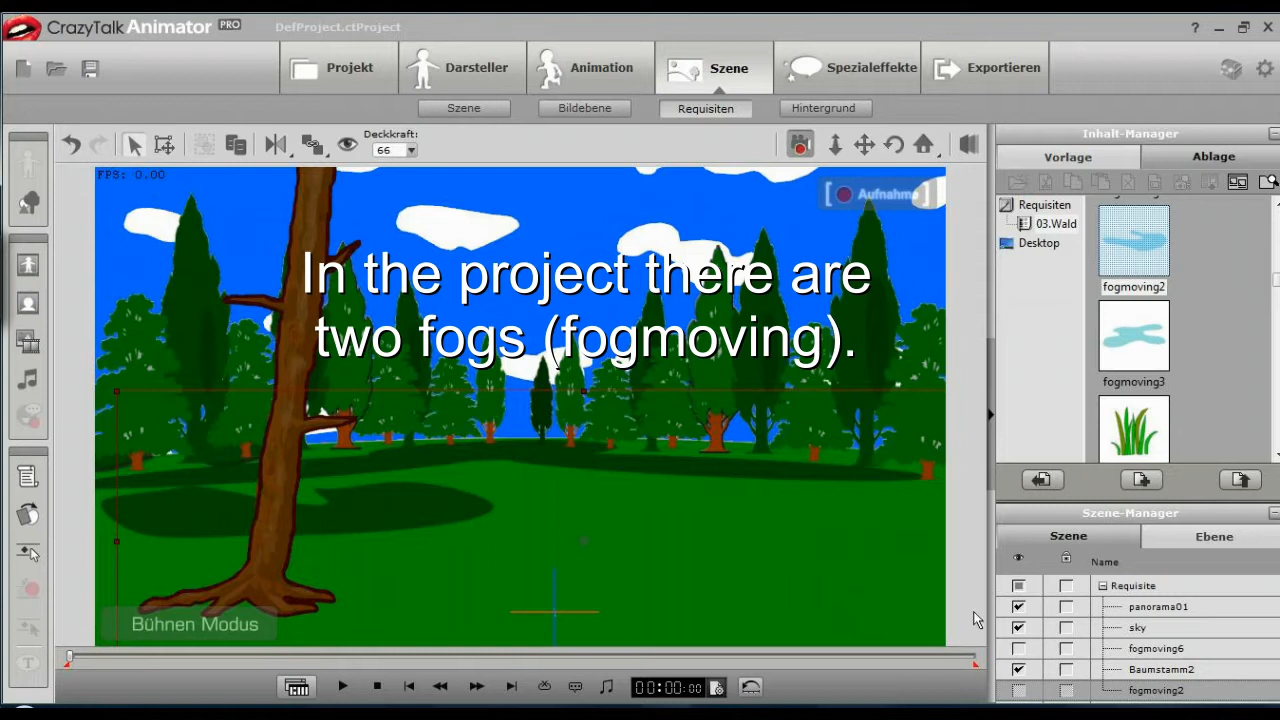 CrazyTalk Animator PRO
DefProject.ctProject
Projekt
Darsteller
Animation
Szene
Spezialeffekte
Exportieren
Szene
Bildebene
Requisiten
Hintergrund
Deckkraft:
66
FPS: 0.00
Aufnahme
In the project there are
two fogs (fogmoving).
Bühnen Modus
00:00:00
Inhalt-Manager
Vorlage
Ablage
Requisiten
03.Wald
Desktop
fogmoving2
fogmoving3
Szene-Manager
Szene
Ebene
Name
Requisite
panorama01
sky
fogmoving6
Baumstamm2
fogmoving2